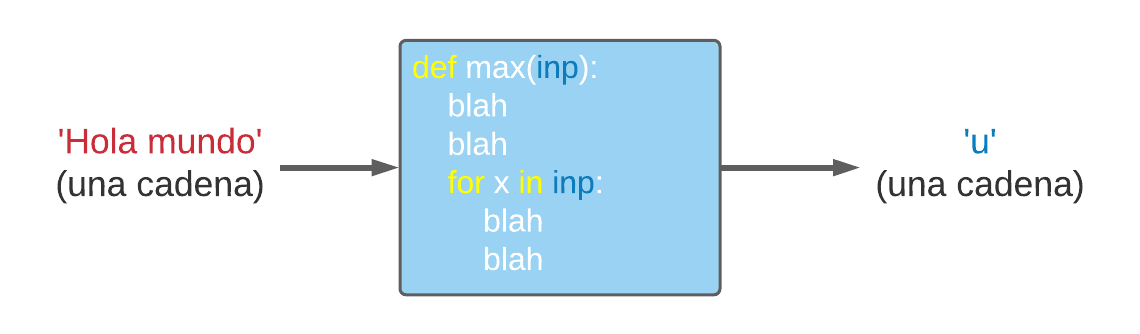 'Hola mundo'
(una cadena)
def max(inp):
    blah
    blah
    for x in inp:
        blah
        blah
'u'
(una cadena)